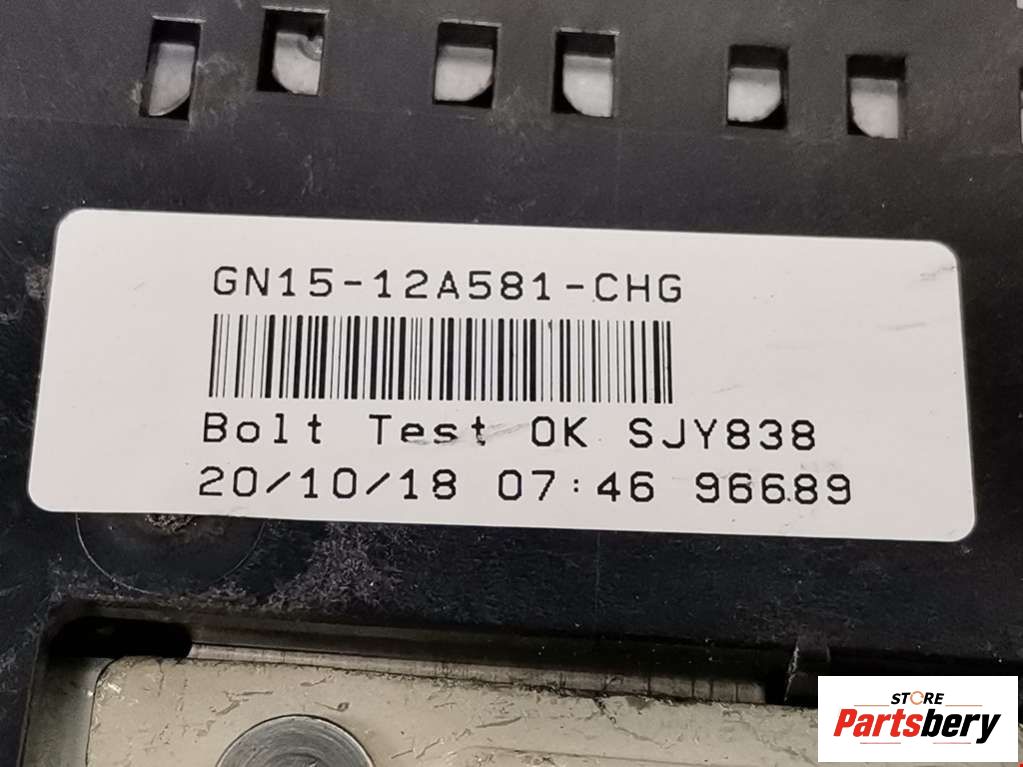 GN15-12A581-CHG
Bolt Test OK SJY838
20/10/18 07:46 96689
STORE
Partsbery